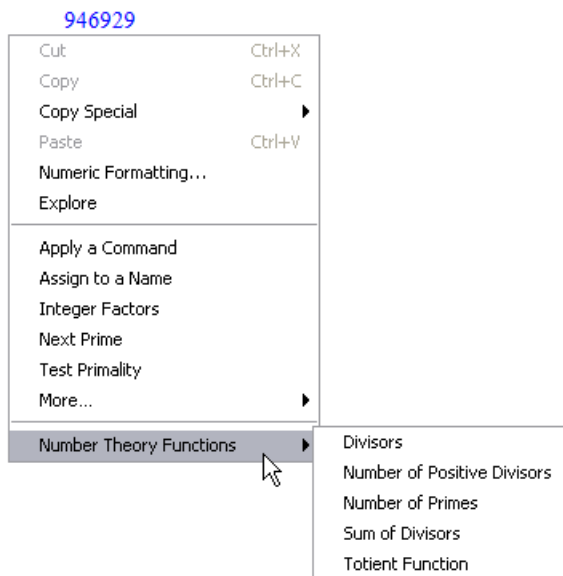 946929
Cut Ctrl+X
Copy Ctrl+C
Copy Special
Paste Ctrl+V
Numeric Formatting...
Explore
Apply a Command
Assign to a Name
Integer Factors
Next Prime
Test Primality
More...
Number Theory Functions
Divisors
Number of Positive Divisors
Number of Primes
Sum of Divisors
Totient Function